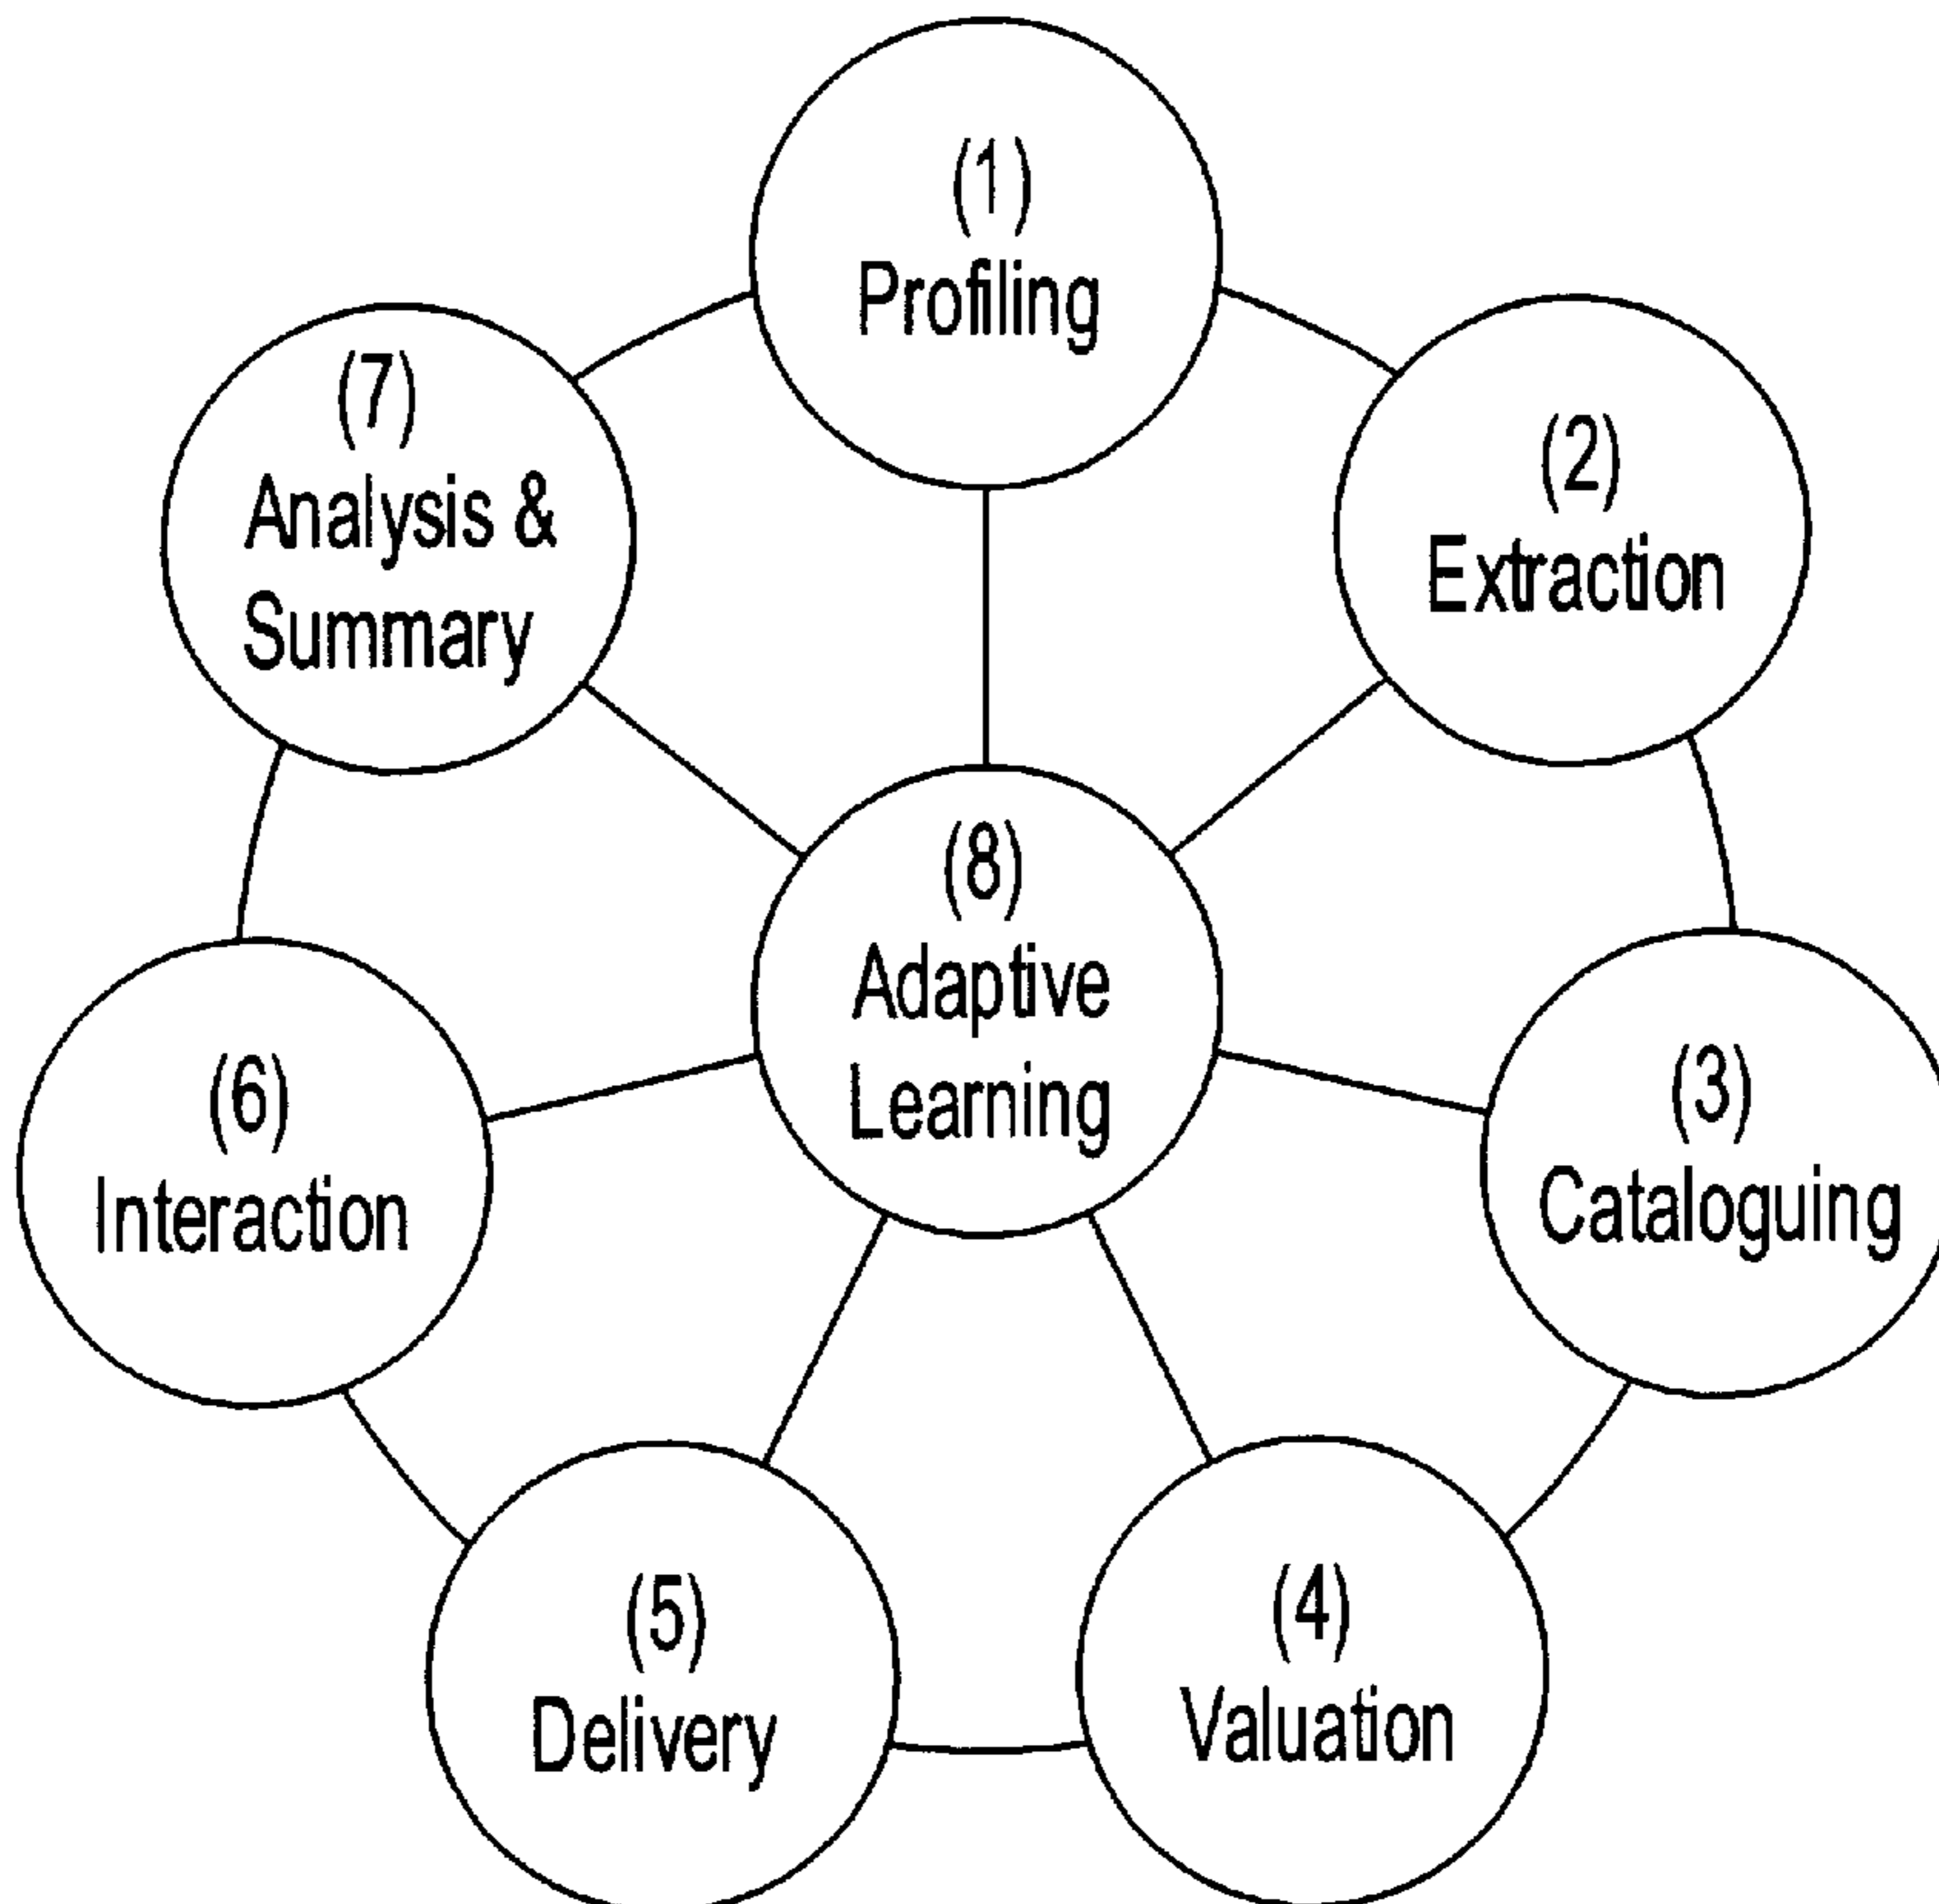 (1)
Profiling
(2)
Extraction
(3)
Cataloguing
(4)
Valuation
(5)
Delivery
(6)
Interaction
(7)
Analysis &
Summary
(8)
Adaptive
Learning